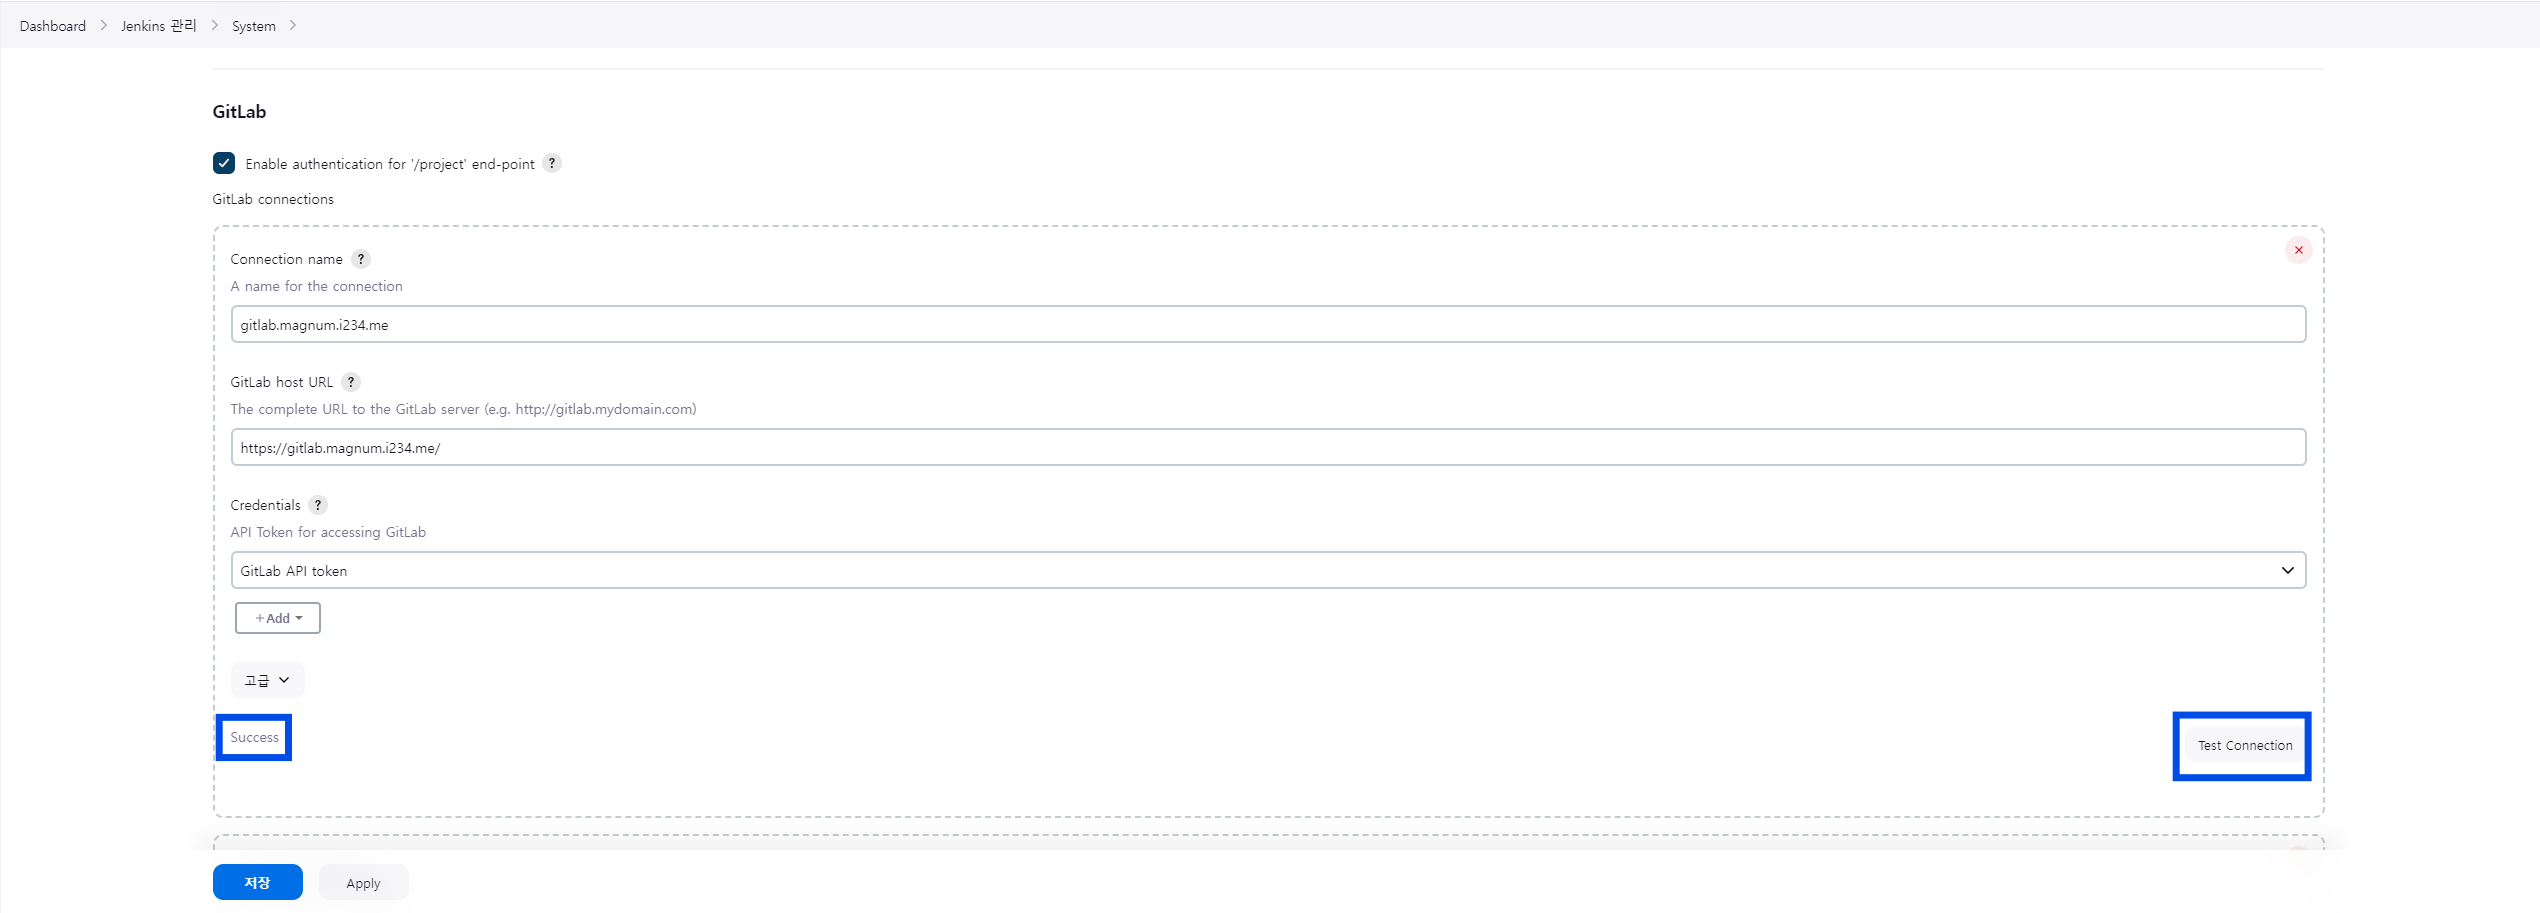 Dashboard > Jenkins 관리 > System >
GitLab
Enable authentication for '/project' end-point ?
GitLab connections
Connection name ?
A name for the connection
gitlab.magnum.i234.me
GitLab host URL ?
The complete URL to the GitLab server (e.g. http://gitlab.mydomain.com)
https://gitlab.magnum.i234.me/
Credentials ?
API Token for accessing GitLab
GitLab API token
+ Add
고급
Success
Test Connection
저장 Apply